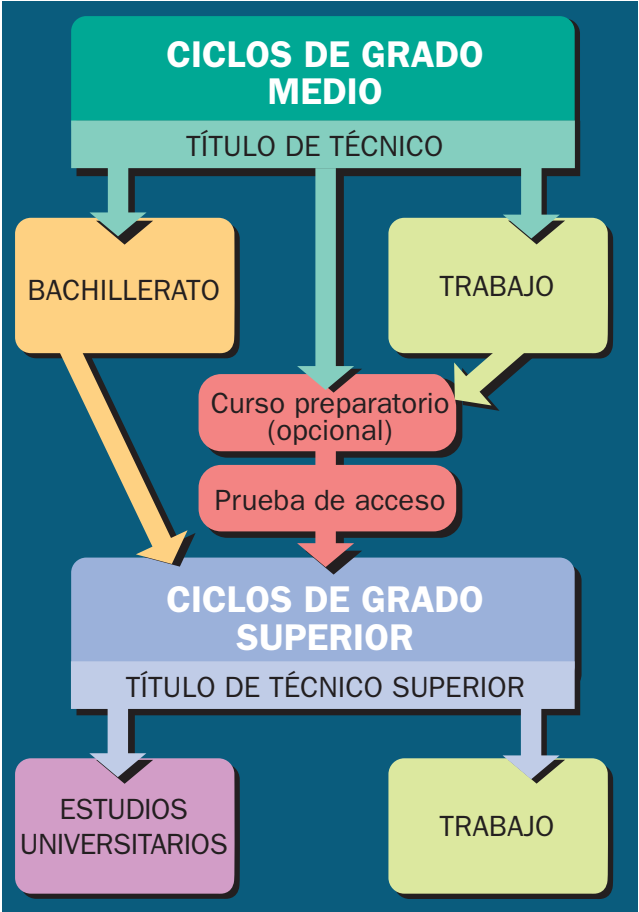 CICLOS DE GRADO
MEDIO
TÍTULO DE TÉCNICO
BACHILLERATO
TRABAJO
Curso preparatorio
(opcional)
Prueba de acceso
CICLOS DE GRADO
SUPERIOR
TÍTULO DE TÉCNICO SUPERIOR
ESTUDIOS
UNIVERSITARIOS
TRABAJO